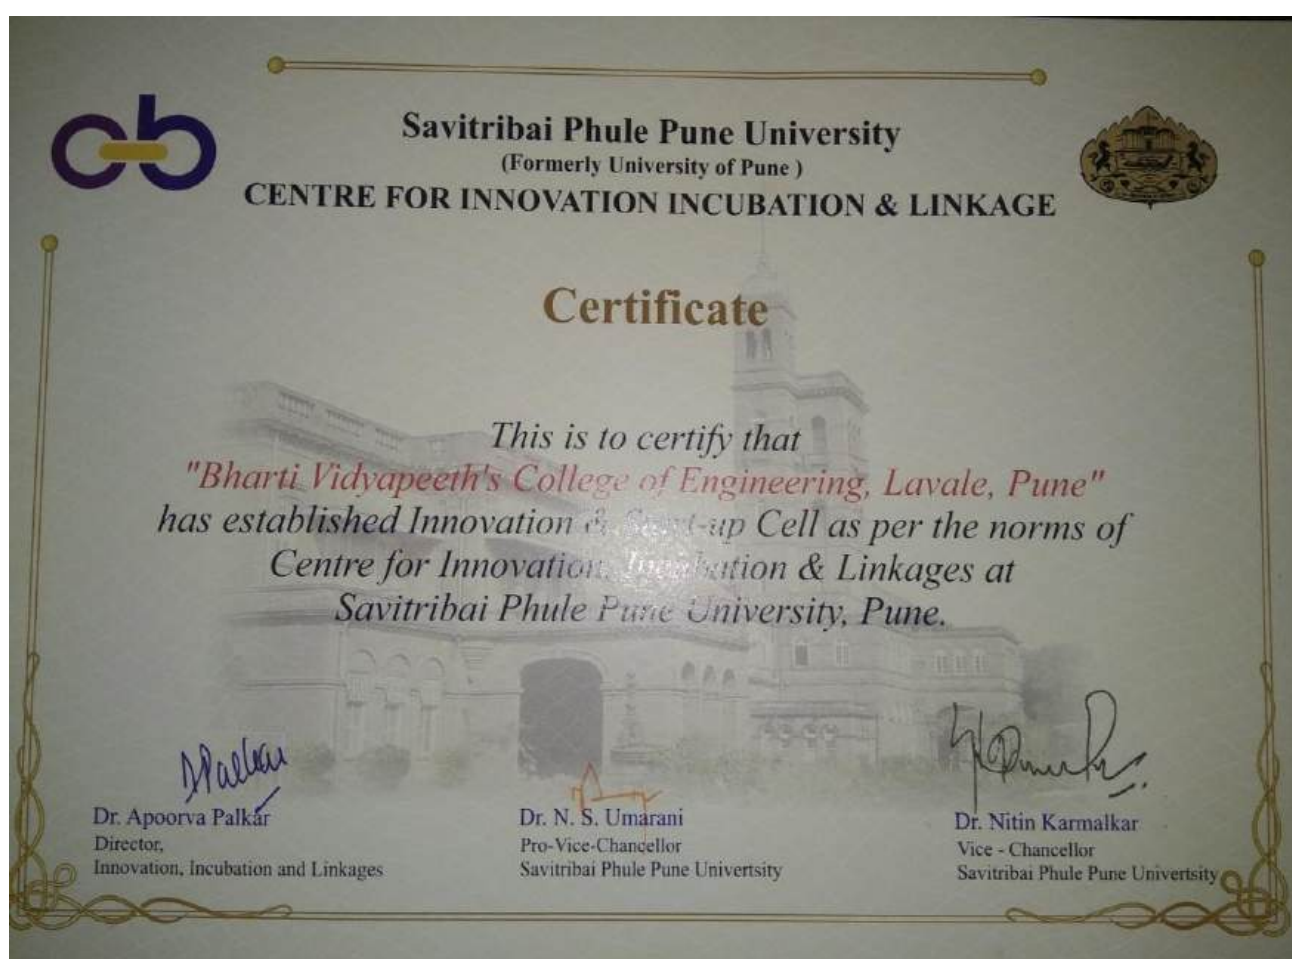 Savitribai Phule Pune University
(Formerly University of Pune )
CENTRE FOR INNOVATION INCUBATION & LINKAGE
Certificate
This is to certify that
"Bharti Vidyapeeth's College of Engineering, Lavale, Pune"
has established Innovation & Start-up Cell as per the norms of
Centre for Innovation, Incubation & Linkages at
Savitribai Phule Pune University, Pune.
Dr. Apoorva Palkar
Director,
Innovation, Incubation and Linkages
Dr. N. S. Umarani
Pro-Vice-Chancellor
Savitribai Phule Pune Univertsity
Dr. Nitin Karmalkar
Vice - Chancellor
Savitribai Phule Pune Univertsity